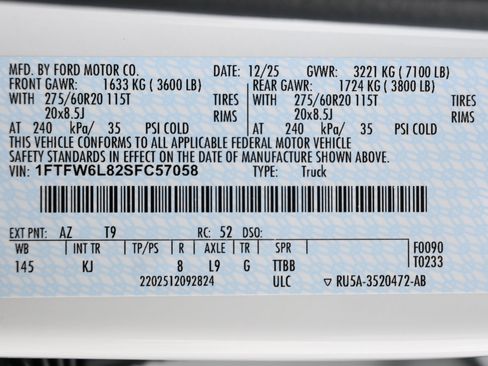 MFD. BY FORD MOTOR CO. DATE: 12/25 GVWR: 3221 KG ( 7100 LB)
FRONT GAWR: 1633 KG ( 3600 LB) REAR GAWR: 1724 KG ( 3800 LB)
WITH 275/60R20 115T TIRES WITH 275/60R20 115T TIRES
20x8.5J RIMS 20x8.5J RIMS
AT 240 kPa/ 35 PSI COLD AT 240 kPa/ 35 PSI COLD
THIS VEHICLE CONFORMS TO ALL APPLICABLE FEDERAL MOTOR VEHICLE
SAFETY STANDARDS IN EFFECT ON THE DATE OF MANUFACTURE SHOWN ABOVE.
VIN: 1FTFW6L82SFC57058 TYPE: Truck
EXT PNT: AZ T9 RC: 52 DSO:
WB INT TR TP/PS R AXLE TR SPR F0090
145 KJ 8 L9 G TTBB T0233
2202512092824 ULC ▽ RU5A-3520472-AB